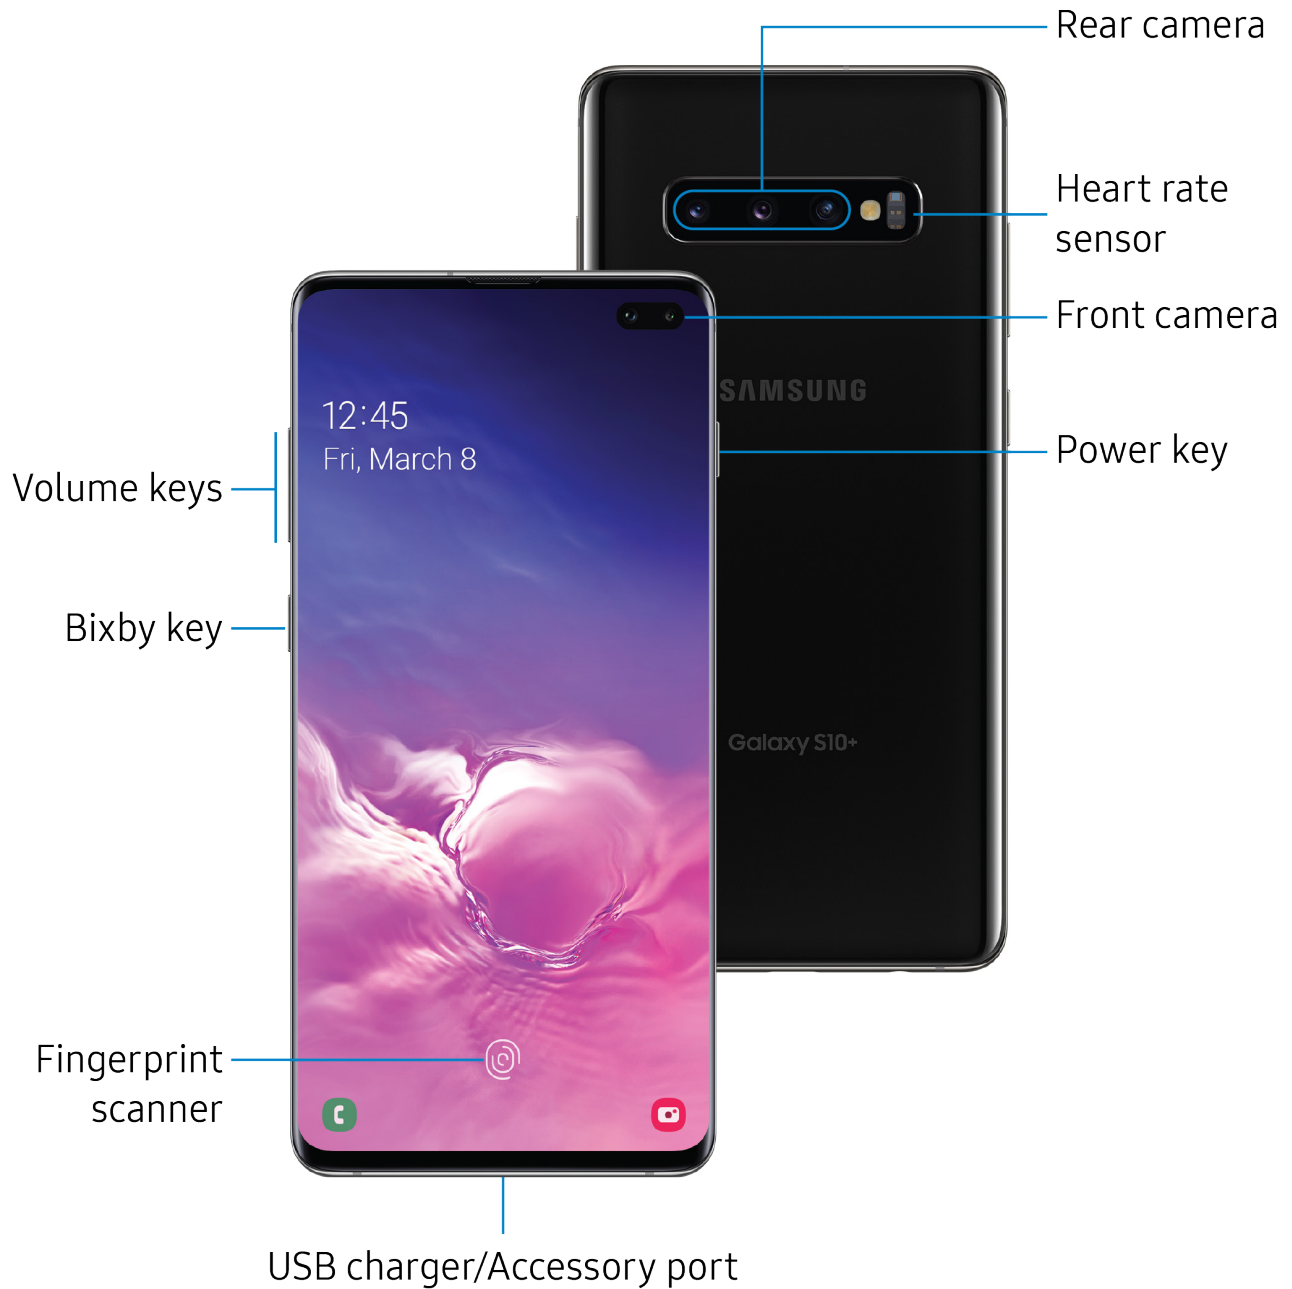 Rear camera
Heart rate
sensor
Front camera
SAMSUNG
12:45
Fri, March 8
Power key
Volume keys
Bixby key
Galaxy S10+
Fingerprint
scanner
USB charger/Accessory port